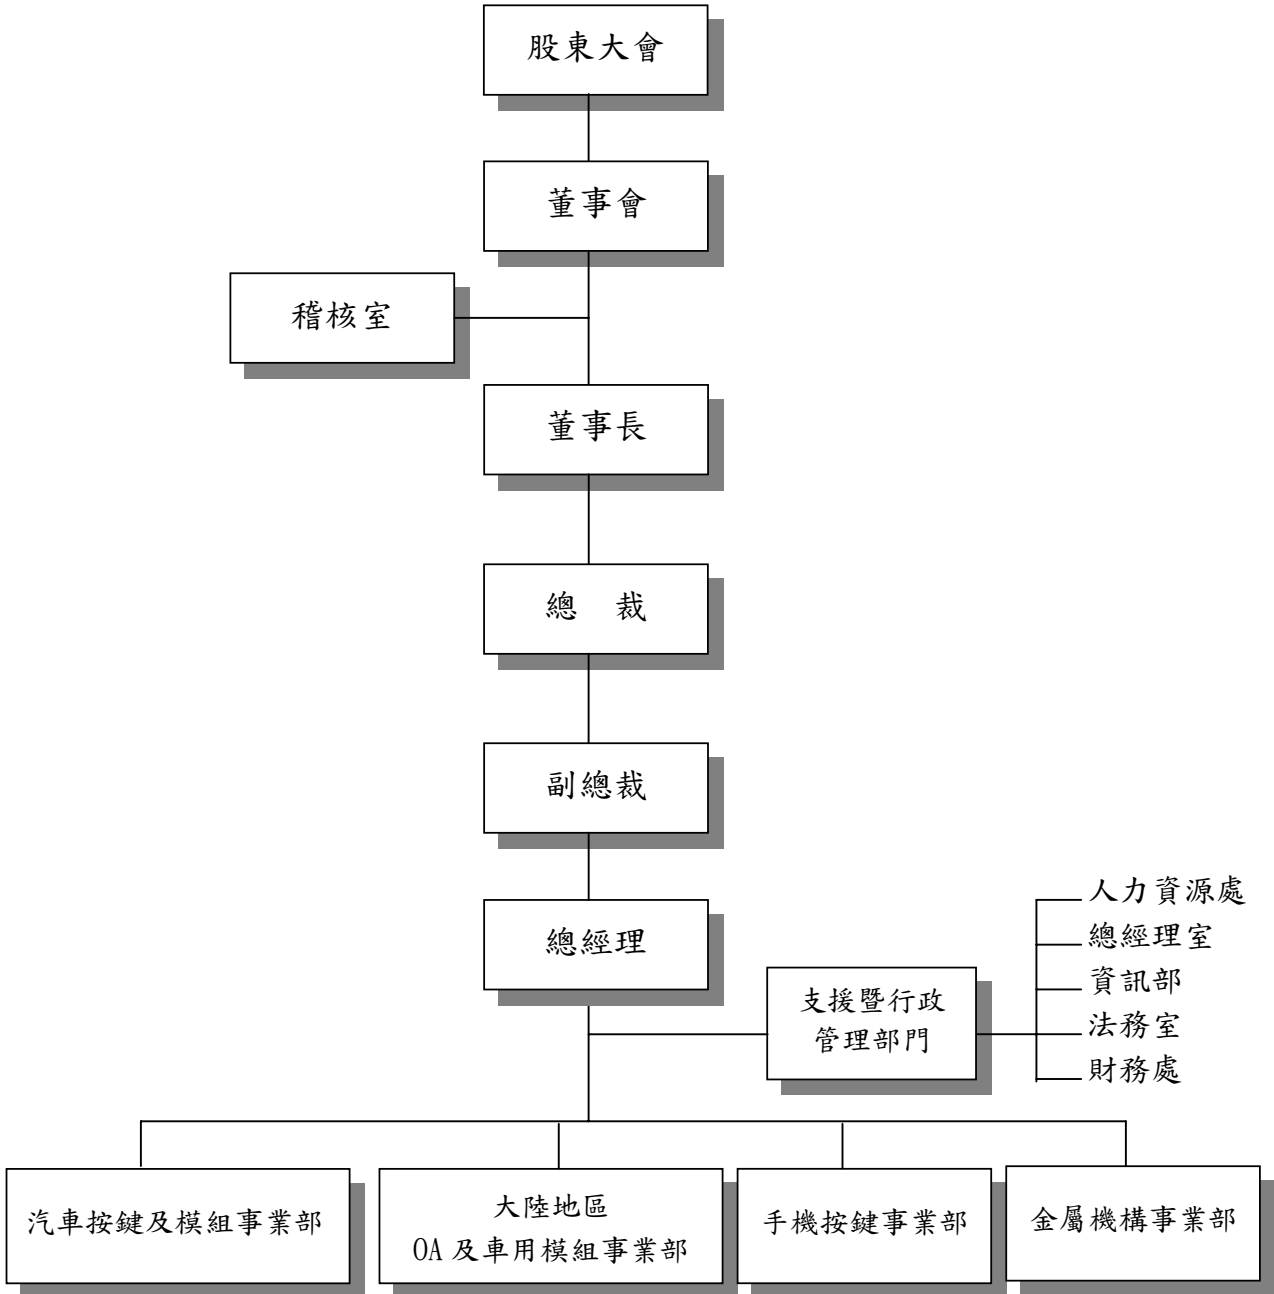 股東大會
董事會
稽核室
董事長
總　裁
副總裁
總經理
人力資源處
總經理室
資訊部
法務室
財務處
支援暨行政
管理部門
汽車按鍵及模組事業部
大陸地區
OA及車用模組事業部
手機按鍵事業部
金屬機構事業部